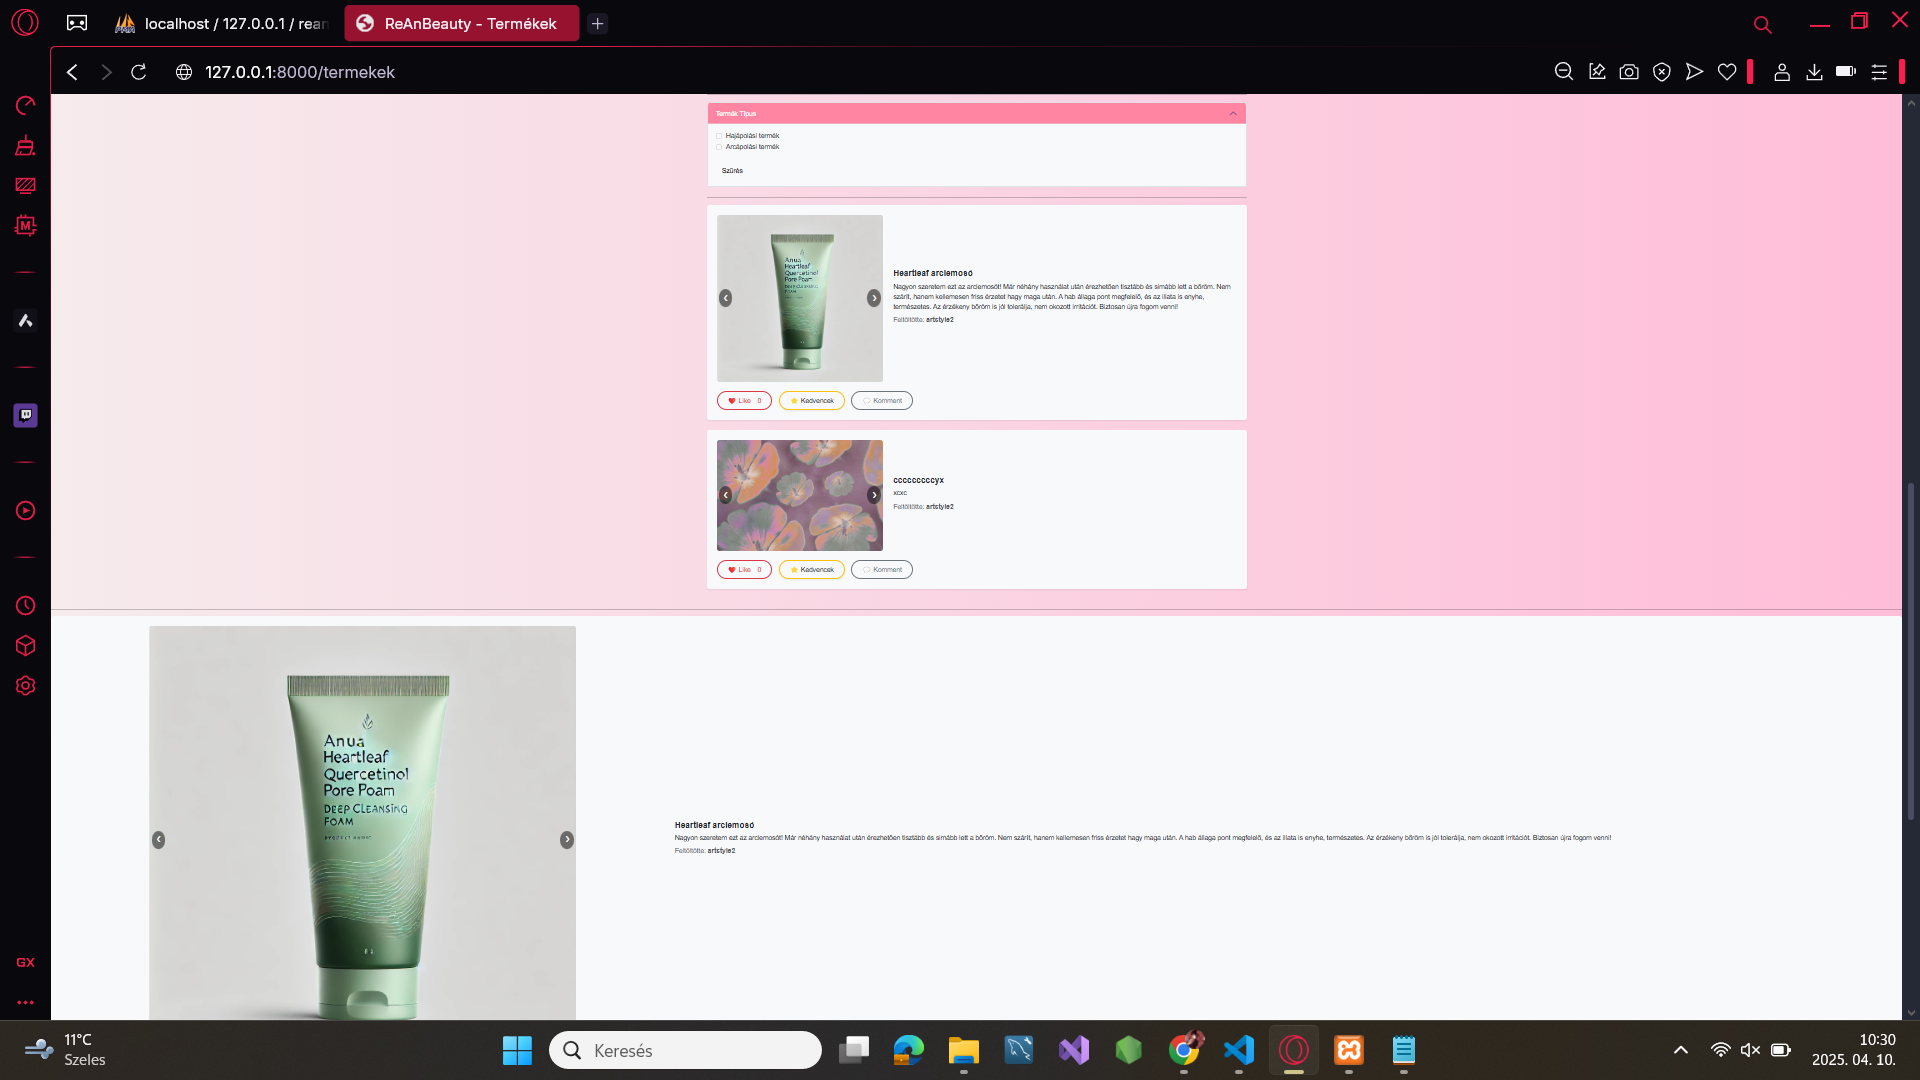 localhost / 127.0.0.1 / rean
ReAnBeauty - Termékek
127.0.0.1:8000/termekek
Termék Típus
Hajápolási termék
Arcápolási termék
Szűrés
Anua
Heartleaf
Quercetinol
Pore Poam
DEEP CLEANSING
FOAM
Heartleaf arclemosó
Nagyon szeretem ezt az arclemosót! Már néhány használat után érezhetően tisztább és simább lett a bőröm. Nem
szárít, hanem kellemesen friss érzetet hagy maga után. A hab állaga pont megfelelő, és az illata is enyhe,
természetes. Az érzékeny bőröm is jól tolerálja, nem okozott irritációt. Biztosan újra fogom venni!
Feltöltötte: artstyle2
Like 0
Kedvencek
Komment
cccccccccyx
xcxc
Feltöltötte: artstyle2
Like 0
Kedvencek
Komment
Anua
Heartleaf
Quercetinol
Pore Poam
DEEP CLEANSING
FOAM
Heartleaf arclemosó
Nagyon szeretem ezt az arclemosót! Már néhány használat után érezhetően tisztább és simább lett a bőröm. Nem szárít, hanem kellemesen friss érzetet hagy maga után. A hab állaga pont megfelelő, és az illata is enyhe, természetes. Az érzékeny bőröm is jól tolerálja, nem okozott irritációt. Biztosan újra fogom venni!
Feltöltötte: artstyle2
GX
11°C
Szeles
Keresés
10:30
2025. 04. 10.